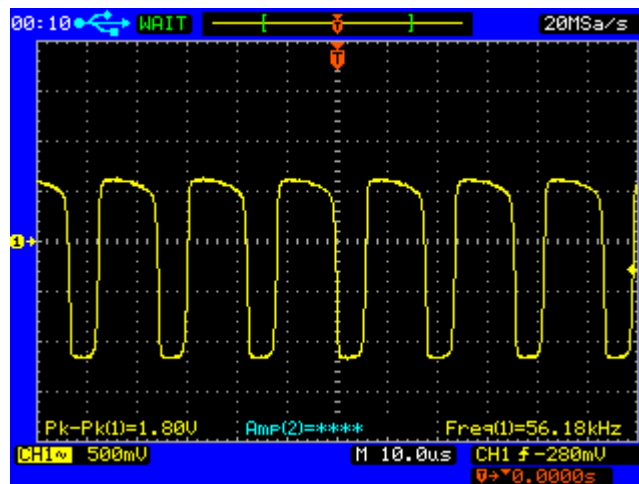 00:10 WAIT T 20MSa/s
T
1
Pk-Pk(1)=1.80V Amp(2)=**** Freq(1)=56.18kHz
CH1~ 500mV M 10.0us CH1 ƒ-280mV
T→▼0.0000s